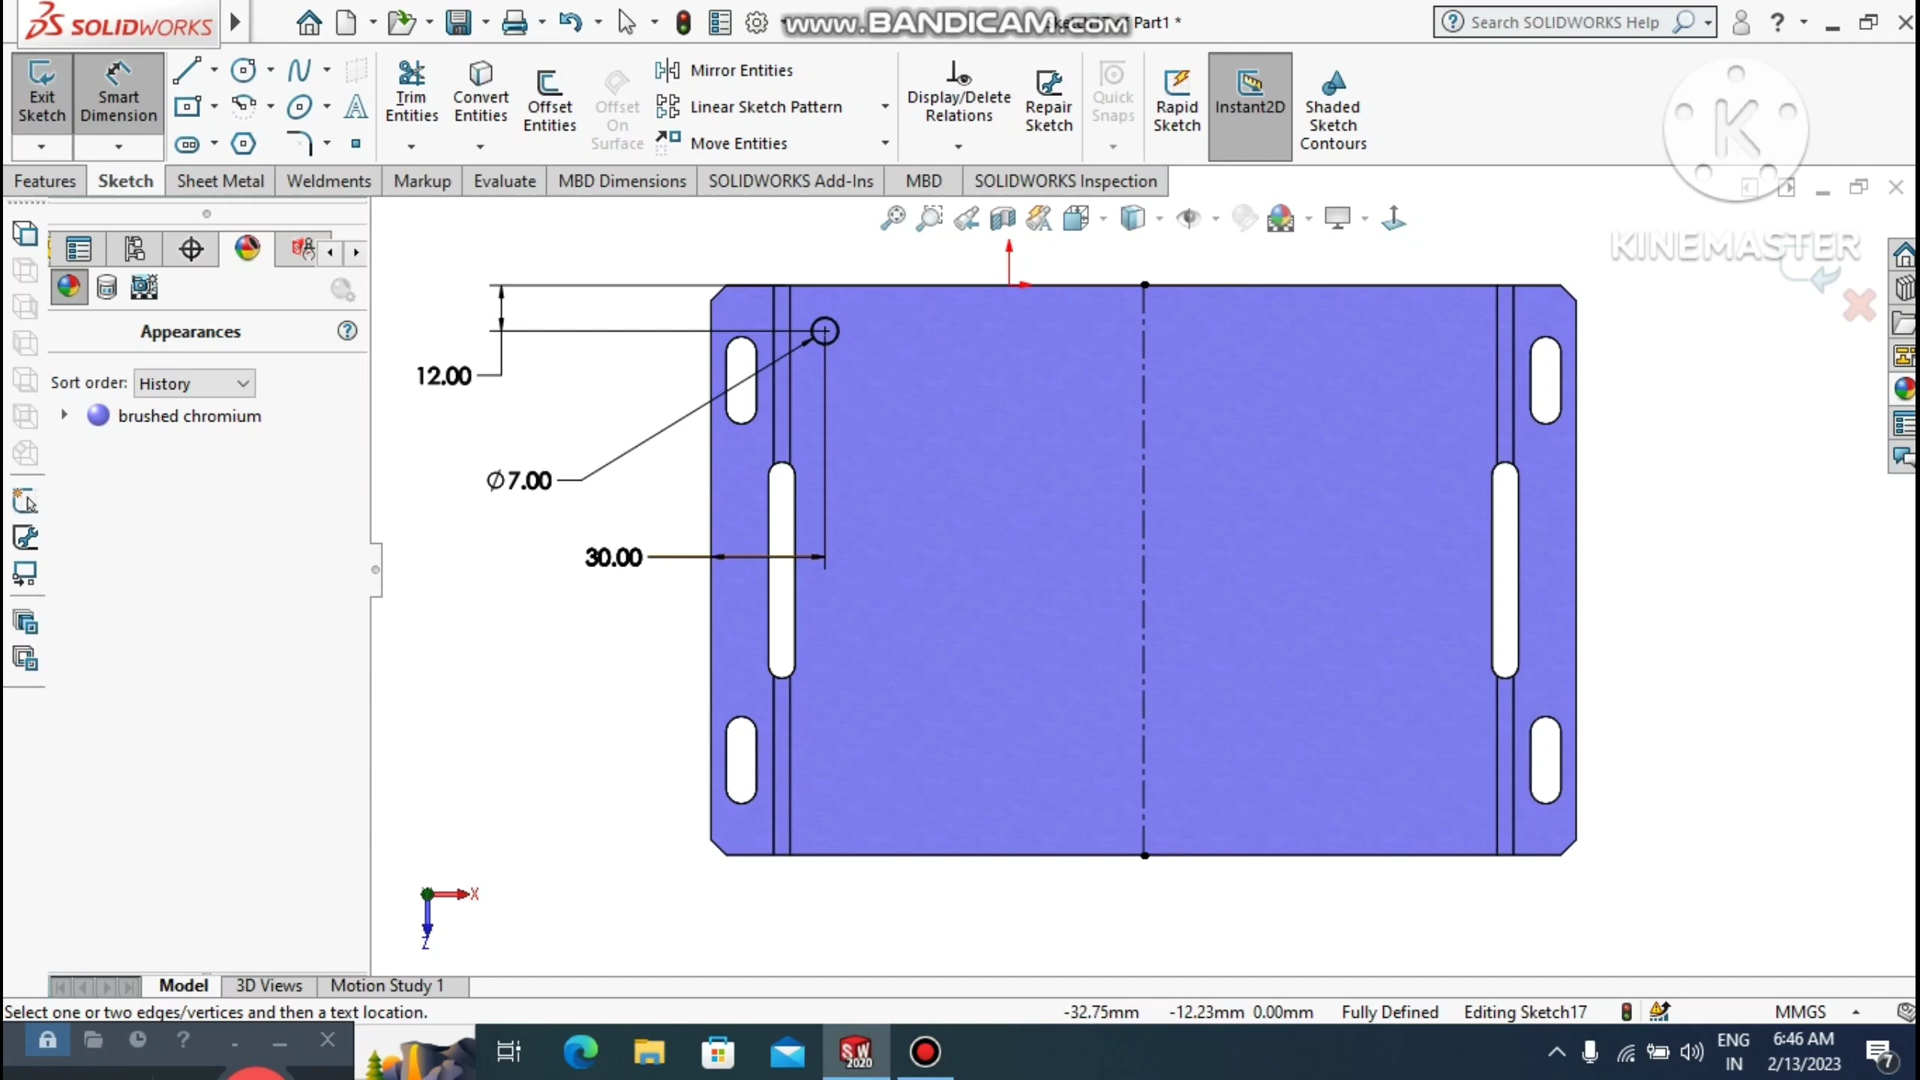 SOLIDWORKS
www.BANDICAM.com
Part1 *
Search SOLIDWORKS Help
Exit Sketch
Smart Dimension
Trim Entities
Convert Entities
Offset Entities
Offset On Surface
Mirror Entities
Linear Sketch Pattern
Move Entities
Display/Delete Relations
Repair Sketch
Quick Snaps
Rapid Sketch
Instant2D
Shaded Sketch Contours
K
Features
Sketch
Sheet Metal
Weldments
Markup
Evaluate
MBD Dimensions
SOLIDWORKS Add-Ins
MBD
SOLIDWORKS Inspection
KINEMASTER
Appearances
Sort order:
History
brushed chromium
12.00
Ø7.00
30.00
X
Z
Model
3D Views
Motion Study 1
Select one or two edges/vertices and then a text location.
-32.75mm
-12.23mm
0.00mm
Fully Defined
Editing Sketch17
MMGS
SW
2020
ENG
IN
6:46 AM
2/13/2023
7